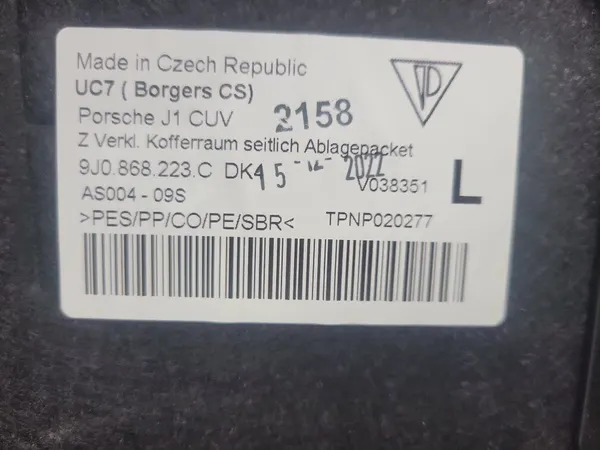 Made in Czech Republic
UC7 ( Borgers CS)
Porsche J1 CUV 2158
Z Verkl. Kofferraum seitlich Ablagepacket
9J0.868.223.C DK 15 -12- 2022 V038351 L
AS004 - 09S
>PES/PP/CO/PE/SBR< TPNP020277